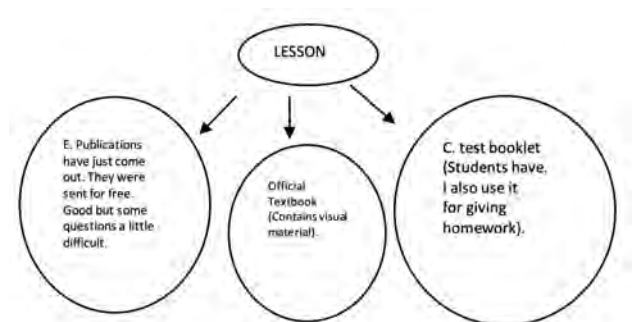 LESSON
E. Publications
have just come
out. They were
sent for free.
Good but some
questions a little
difficult.
Official
Textbook
(Contains visual
material).
C. test booklet
(Students have.
I also use it
for giving
homework).